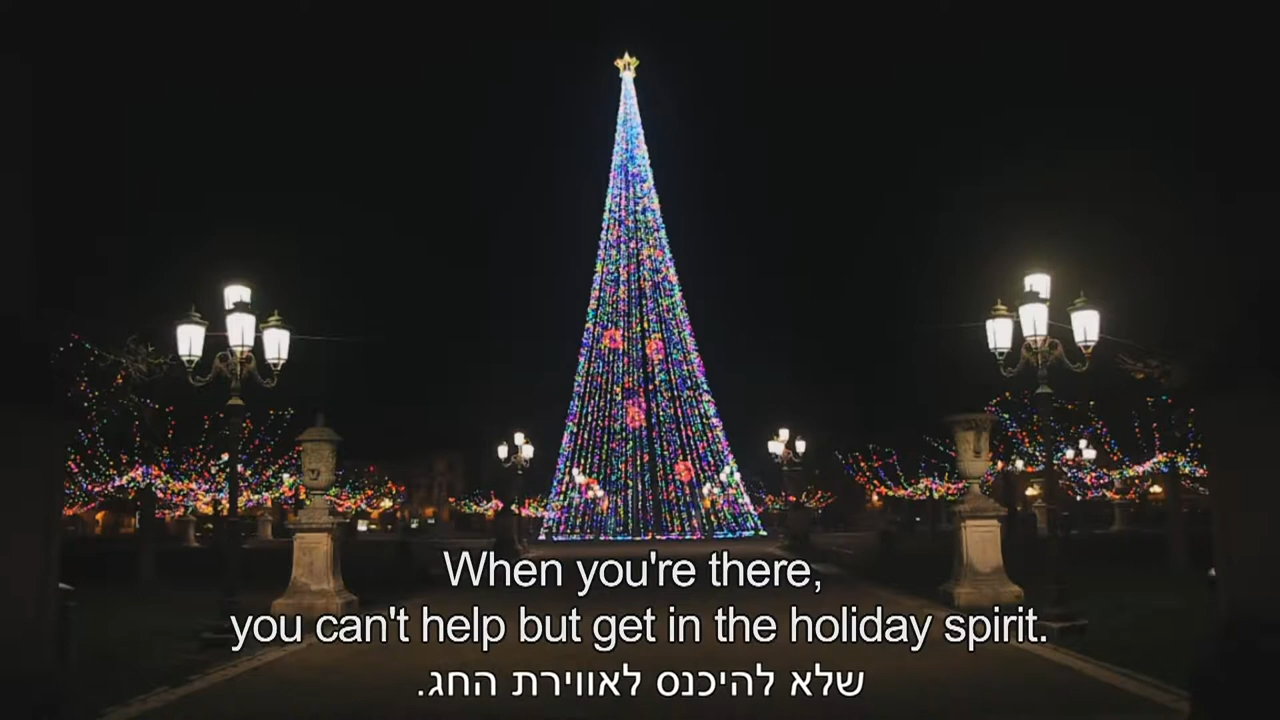 When you're there,
you can't help but get in the holiday spirit.
שלא להיכנס לאווירת החג.